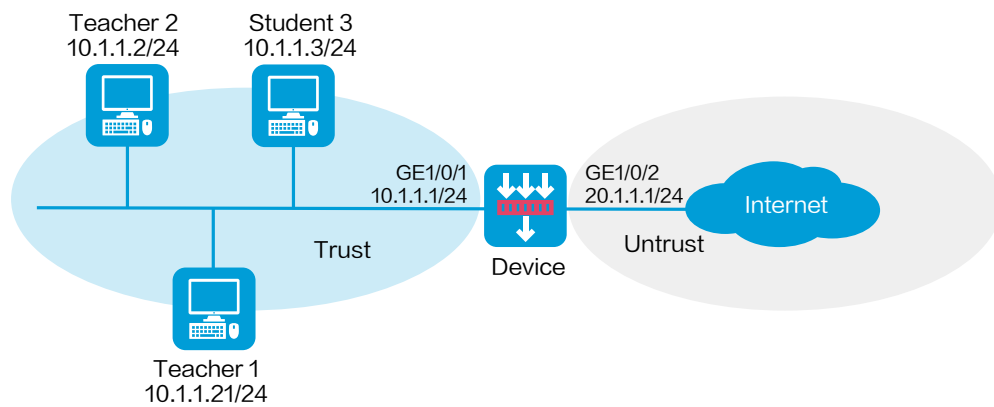 Teacher 2
10.1.1.2/24
Student 3
10.1.1.3/24
GE1/0/1
10.1.1.1/24
GE1/0/2
20.1.1.1/24
Internet
Trust
Untrust
Device
Teacher 1
10.1.1.21/24